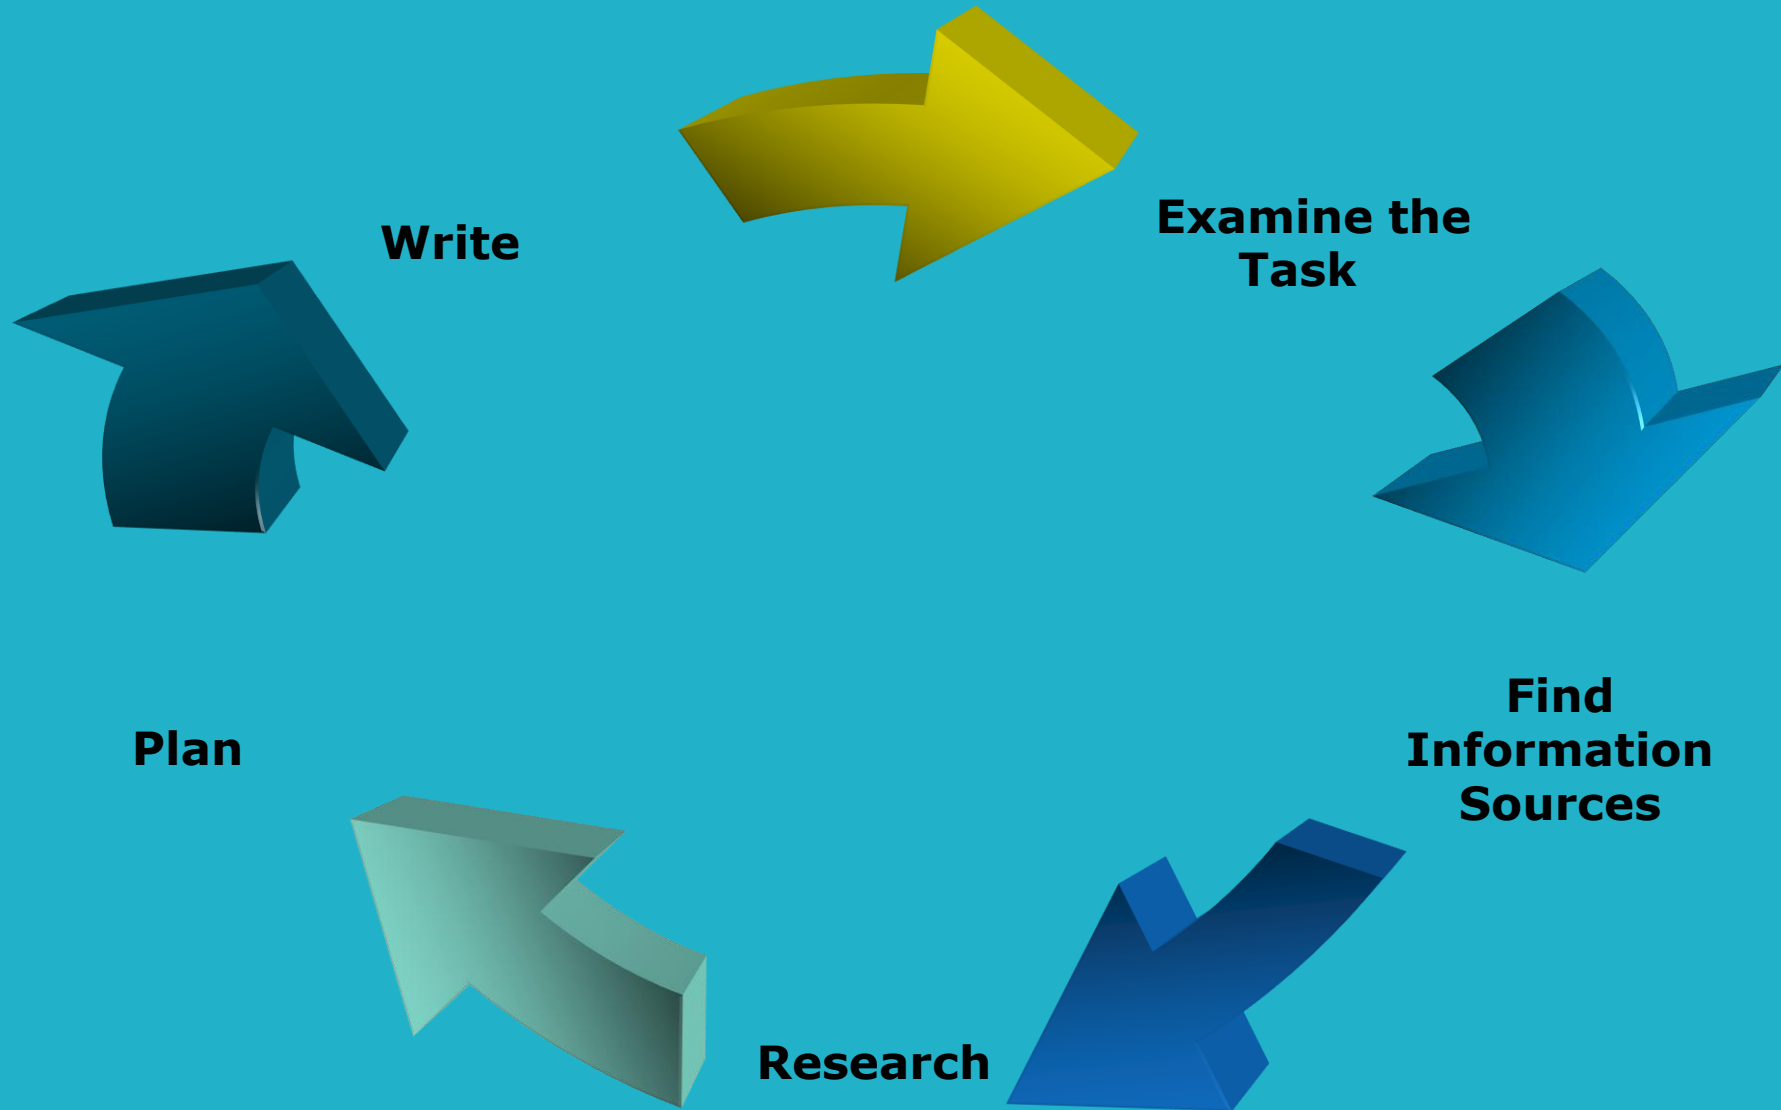 Write
Examine the
Task
Find
Information
Sources
Plan
Research